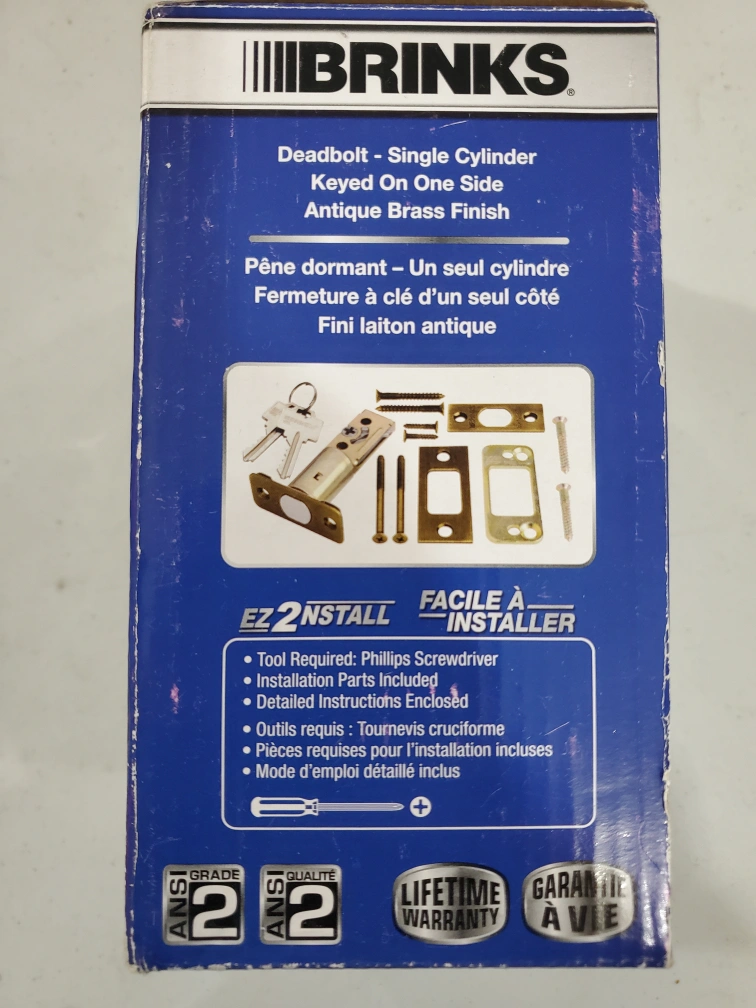 BRINKS®
Deadbolt - Single Cylinder
Keyed On One Side
Antique Brass Finish
Pêne dormant – Un seul cylindre
Fermeture à clé d'un seul côté
Fini laiton antique
EZ2NSTALL
FACILE À
INSTALLER
• Tool Required: Phillips Screwdriver
• Installation Parts Included
• Detailed Instructions Enclosed
• Outils requis : Tournevis cruciforme
• Pièces requises pour l'installation incluses
• Mode d'emploi détaillé inclus
ANSI GRADE 2
ANSI QUALITÉ 2
LIFETIME
WARRANTY
GARANTIE
À VIE